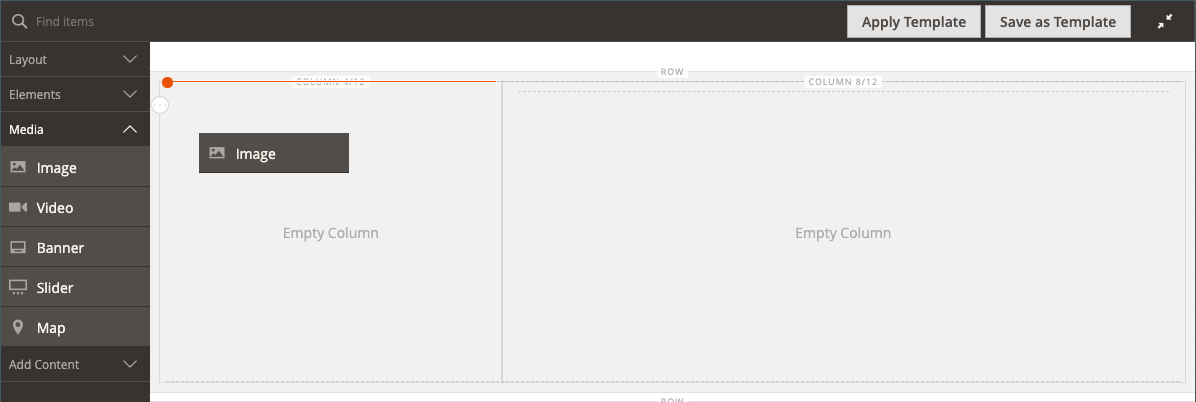 Find items
Apply Template
Save as Template
Layout
Elements
Media
Image
Video
Banner
Slider
Map
Add Content
ROW
COLUMN 4/12
COLUMN 8/12
Image
Empty Column
Empty Column
ROW